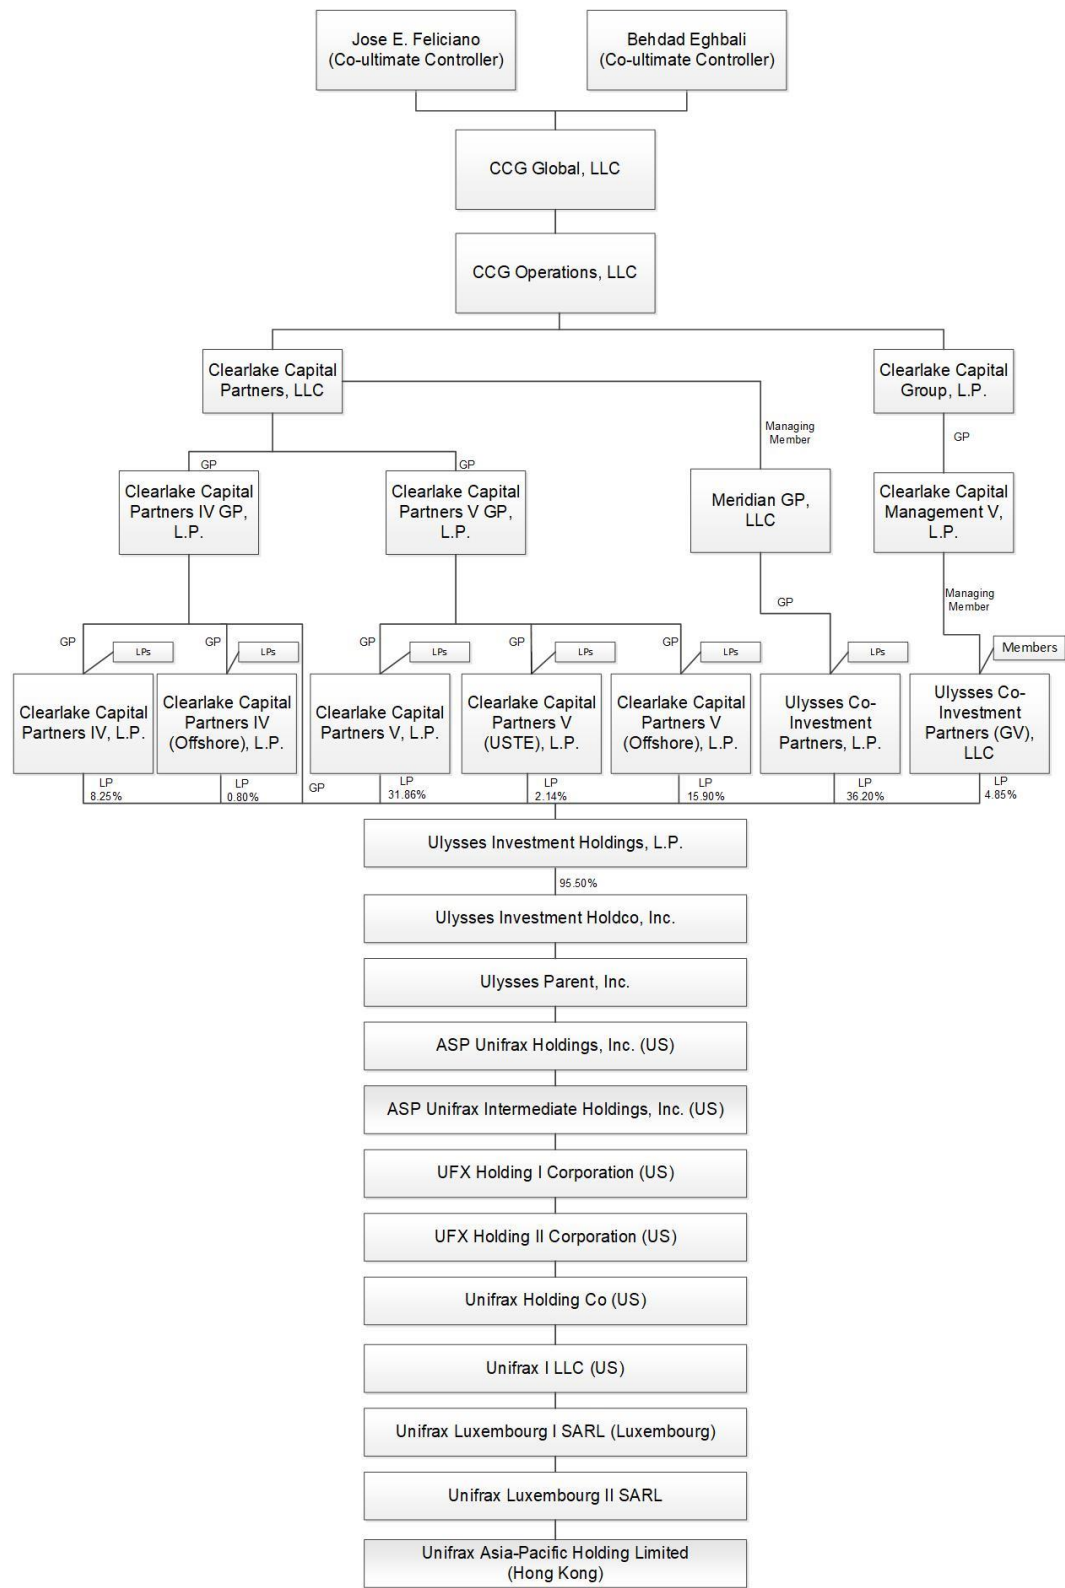 Jose E. Feliciano
(Co-ultimate Controller)
Behdad Eghbali
(Co-ultimate Controller)
CCG Global, LLC
CCG Operations, LLC
Clearlake Capital
Partners, LLC
Clearlake Capital
Group, L.P.
Managing
Member
GP
GP
GP
Clearlake Capital
Partners IV GP,
L.P.
Clearlake Capital
Partners V GP,
L.P.
Meridian GP,
LLC
Clearlake Capital
Management V,
L.P.
Managing
Member
GP
GP
GP
GP
GP
GP
LPs
LPs
LPs
LPs
LPs
LPs
Members
Clearlake Capital
Partners IV, L.P.
Clearlake Capital
Partners IV
(Offshore), L.P.
Clearlake Capital
Partners V, L.P.
Clearlake Capital
Partners V
(USTE), L.P.
Clearlake Capital
Partners V
(Offshore), L.P.
Ulysses Co-
Investment
Partners, L.P.
Ulysses Co-
Investment
Partners (GV),
LLC
LP
8.25%
LP
0.80%
GP
LP
31.86%
LP
2.14%
LP
15.90%
LP
36.20%
LP
4.85%
Ulysses Investment Holdings, L.P.
95.50%
Ulysses Investment Holdco, Inc.
Ulysses Parent, Inc.
ASP Unifrax Holdings, Inc. (US)
ASP Unifrax Intermediate Holdings, Inc. (US)
UFX Holding I Corporation (US)
UFX Holding II Corporation (US)
Unifrax Holding Co (US)
Unifrax I LLC (US)
Unifrax Luxembourg I SARL (Luxembourg)
Unifrax Luxembourg II SARL
Unifrax Asia-Pacific Holding Limited
(Hong Kong)